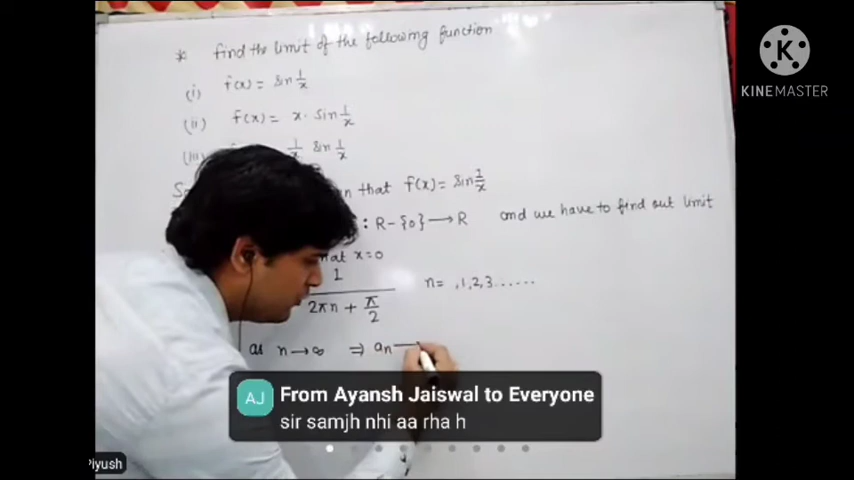 * find the limit of the following function
(i) f(x) = sin 1/x
(ii) f(x) = x · sin 1/x
(iii) 1/x sin 1/x
that f(x) = sin 1/x
: R - {0} → R and we have to find out limit
at x = 0
1 / (2πn + π/2) n = ,1,2,3......
as n → ∞ ⇒ an —
KINEMASTER
AJ
From Ayansh Jaiswal to Everyone
sir samjh nhi aa rha h
Piyush